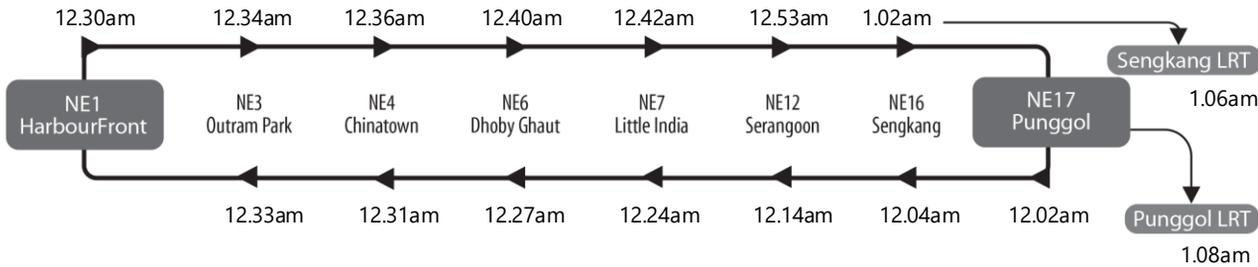 12.30am
12.34am
12.36am
12.40am
12.42am
12.53am
1.02am
Sengkang LRT
1.06am
NE1
HarbourFront
NE3
Outram Park
NE4
Chinatown
NE6
Dhoby Ghaut
NE7
Little India
NE12
Serangoon
NE16
Sengkang
NE17
Punggol
12.33am
12.31am
12.27am
12.24am
12.14am
12.04am
12.02am
Punggol LRT
1.08am